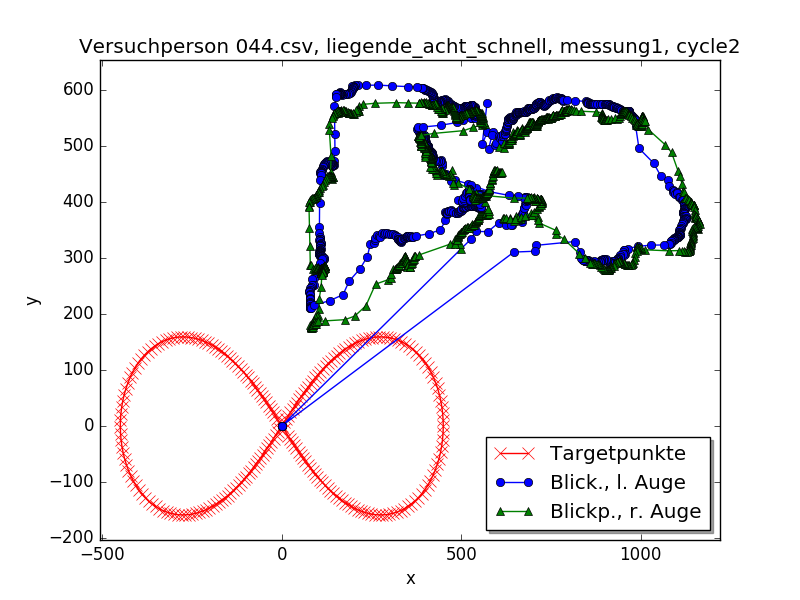 Versuchperson 044.csv, liegende_acht_schnell, messung1, cycle2
600
500
400
300
200
100
0
−100
−200
y
−500
0
500
1000
x
Targetpunkte
Blick., l. Auge
Blickp., r. Auge